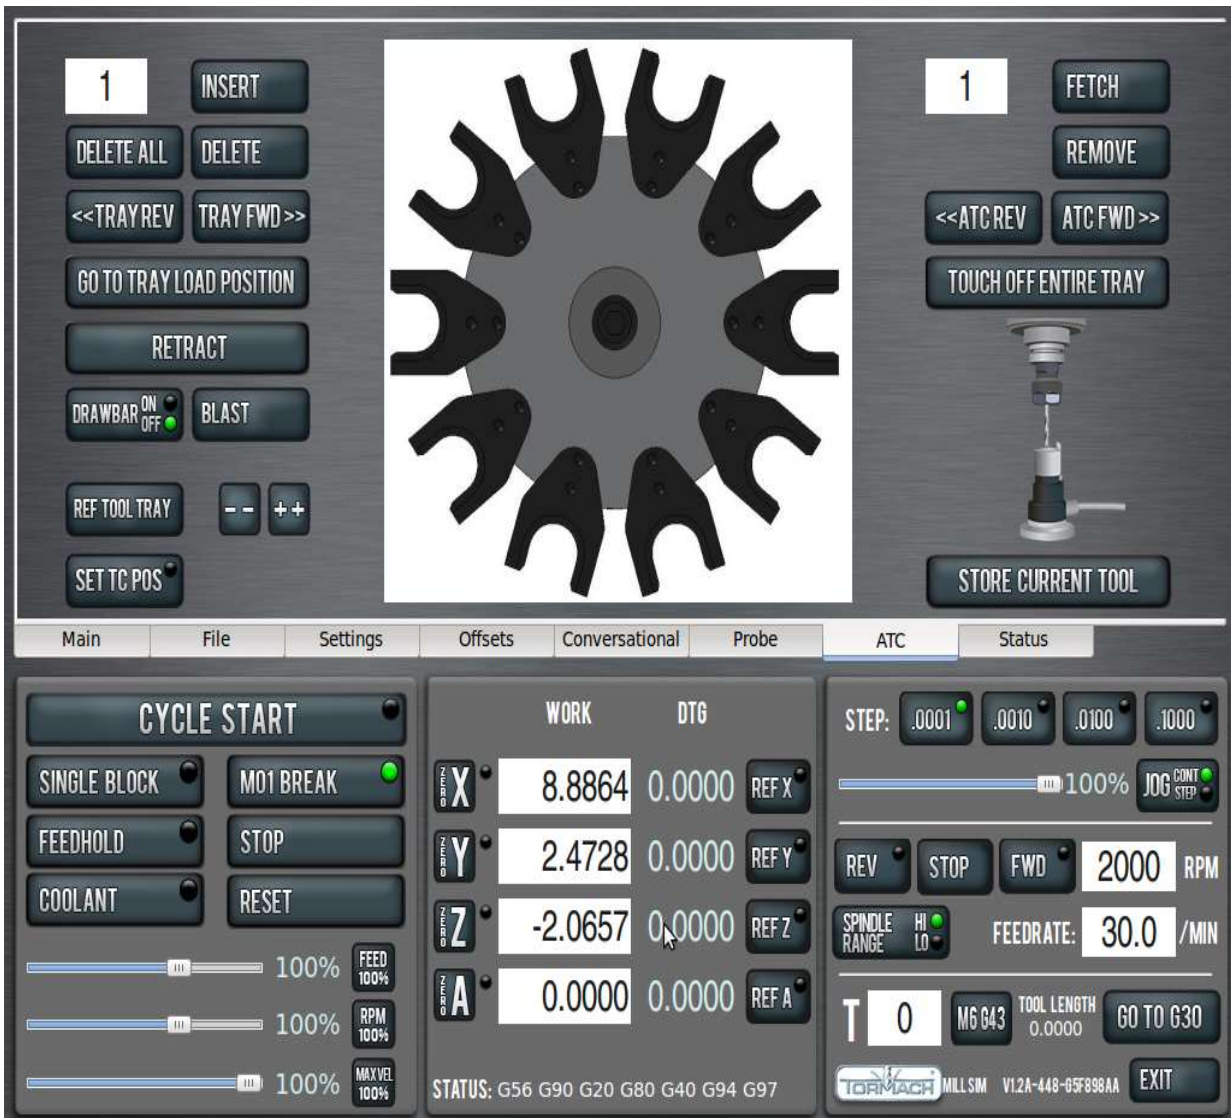 1 INSERT
DELETE ALL DELETE
<<TRAY REV TRAY FWD>>
GO TO TRAY LOAD POSITION
RETRACT
DRAWBAR ON OFF BLAST
REF TOOL TRAY -- ++
SET TC POS
1 FETCH
REMOVE
<<ATC REV ATC FWD>>
TOUCH OFF ENTIRE TRAY
STORE CURRENT TOOL
Main File Settings Offsets Conversational Probe ATC Status
CYCLE START
SINGLE BLOCK M01 BREAK
FEEDHOLD STOP
COOLANT RESET
100% FEED 100%
100% RPM 100%
100% MAXVEL 100%
WORK DTG
ZERO X 8.8864 0.0000 REF X
ZERO Y 2.4728 0.0000 REF Y
ZERO Z -2.0657 0.0000 REF Z
ZERO A 0.0000 0.0000 REF A
STATUS: G56 G90 G20 G80 G40 G94 G97
STEP: .0001 .0010 .0100 .1000
100% JOG CONT STEP
REV STOP FWD 2000 RPM
SPINDLE RANGE HI LO FEEDRATE: 30.0 /MIN
T 0 M6 G43 TOOL LENGTH 0.0000 GO TO G30
TORMACH MILL SIM V1.2A-448-G5F898AA EXIT